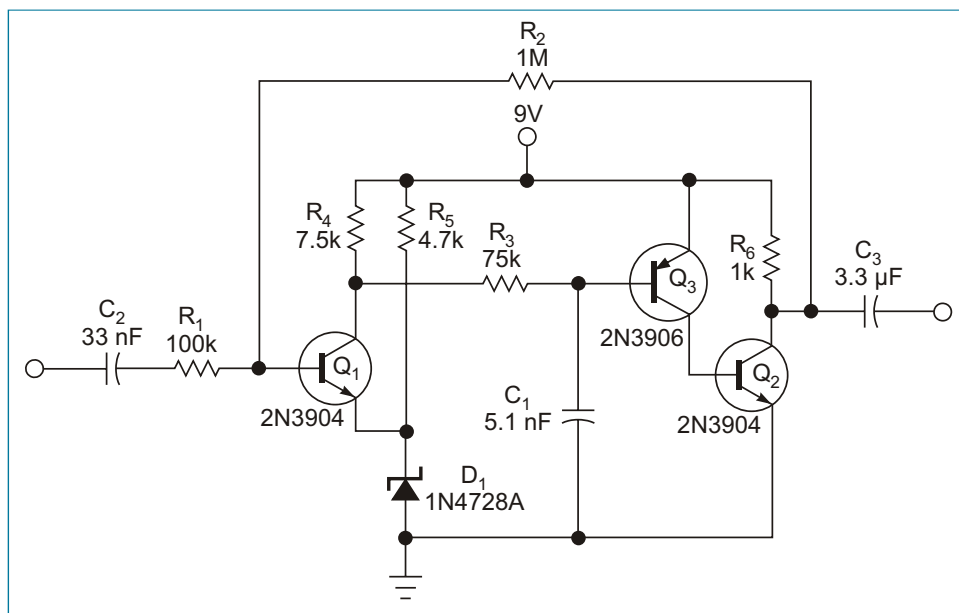 R2
1M
9V
R4
7.5k
R5
4.7k
R3
75k
Q3
2N3906
R6
1k
C3
3.3 µF
C2
33 nF
R1
100k
Q1
2N3904
C1
5.1 nF
Q2
2N3904
D1
1N4728A